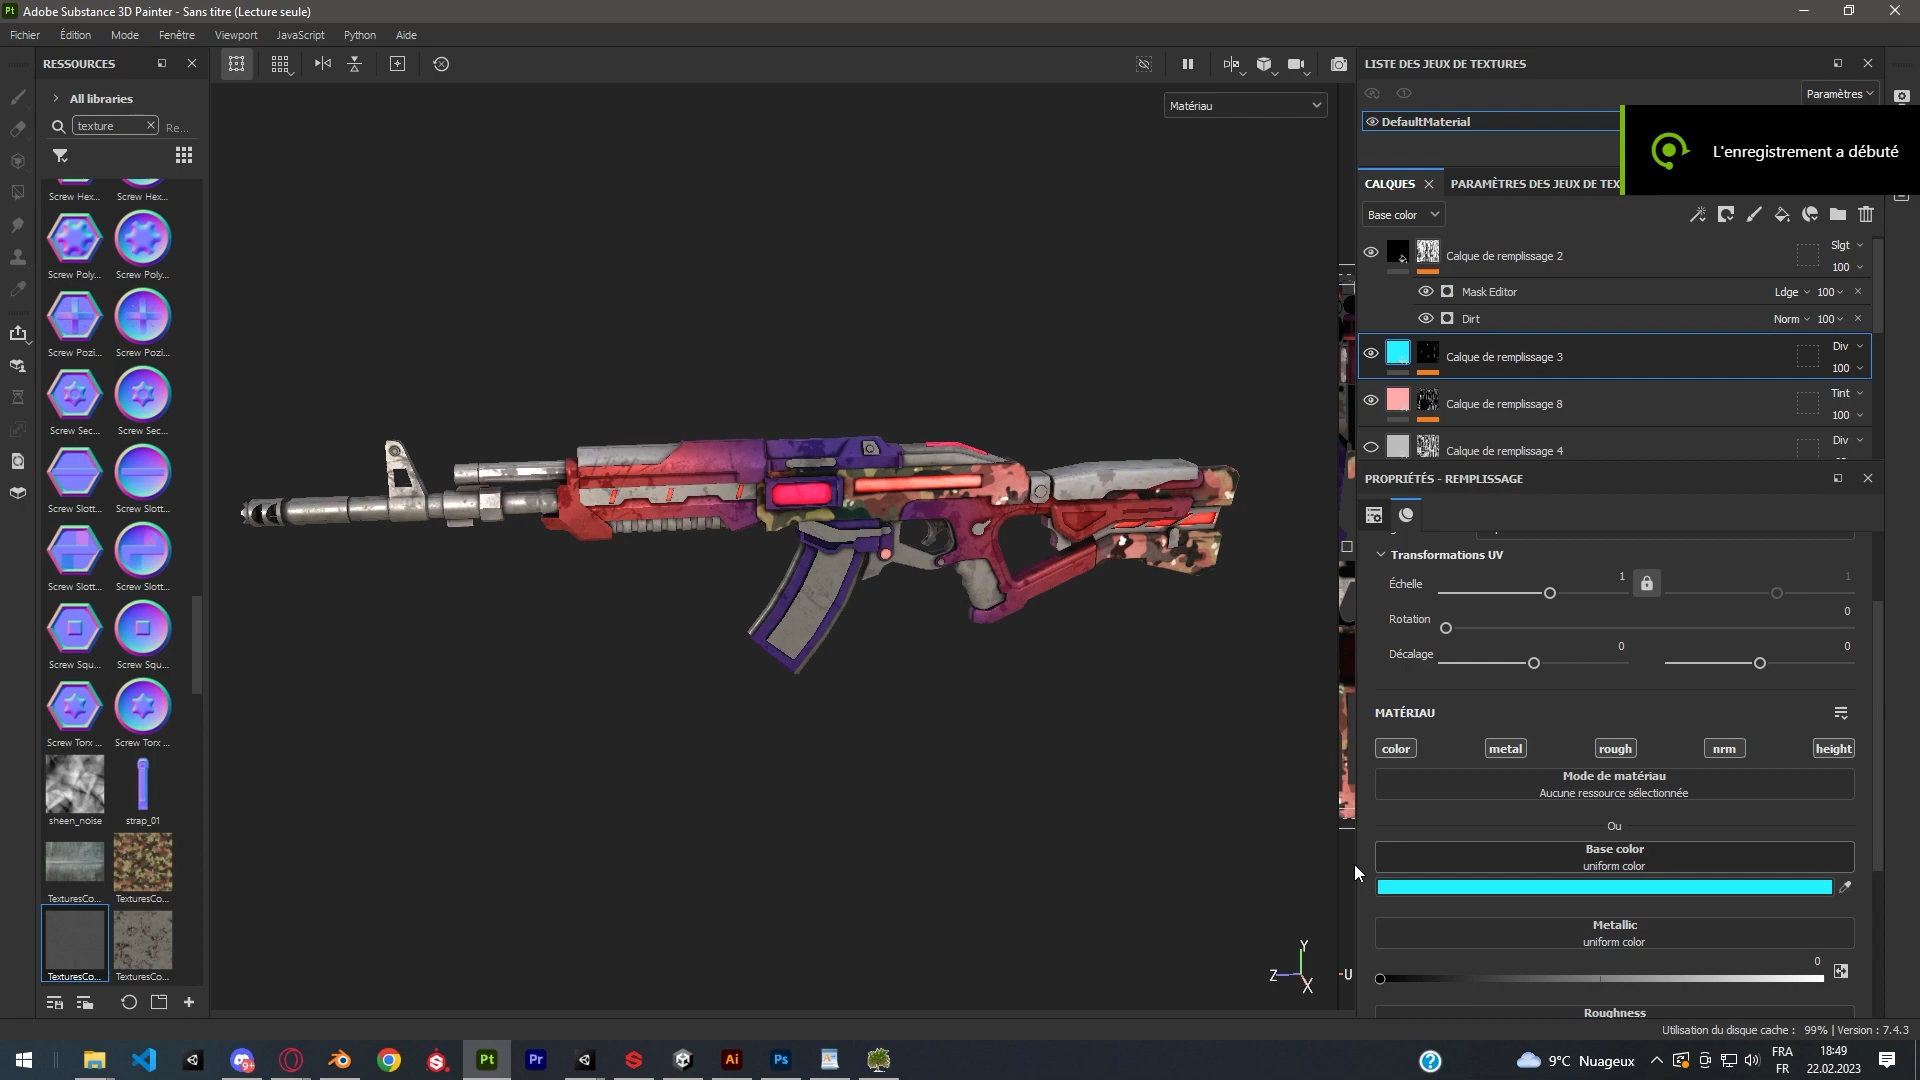 Adobe Substance 3D Painter - Sans titre (Lecture seule)
Fichier Édition Mode Fenêtre Viewport JavaScript Python Aide
RESSOURCES
All libraries
texture
Re...
Screw Hex... Screw Hex...
Screw Poly... Screw Poly...
Screw Pozi... Screw Pozi...
Screw Sec... Screw Sec...
Screw Slott... Screw Slott...
Screw Slott... Screw Slott...
Screw Squ... Screw Squ...
Screw Torx ... Screw Torx ...
sheen_noise strap_01
TexturesCo... TexturesCo...
TexturesCo... TexturesCo...
Matériau
Y
Z
X
U
LISTE DES JEUX DE TEXTURES
Paramètres
DefaultMaterial
L'enregistrement a débuté
CALQUES
PARAMÈTRES DES JEUX DE TEX
Base color
Calque de remplissage 2
Slgt
100
Mask Editor
Ldge
100
Dirt
Norm
100
Calque de remplissage 3
Div
100
Calque de remplissage 8
Tint
100
Calque de remplissage 4
Div
PROPRIÉTÉS - REMPLISSAGE
Transformations UV
Échelle
1
1
Rotation
0
Décalage
0
0
MATÉRIAU
color metal rough nrm height
Mode de matériau
Aucune ressource sélectionnée
Ou
Base color
uniform color
Metallic
uniform color
0
Roughness
Utilisation du disque cache : 99% | Version : 7.4.3
Pt
Pr
Ai
Ps
9+
9°C Nuageux
FRA
FR
18:49
22.02.2023